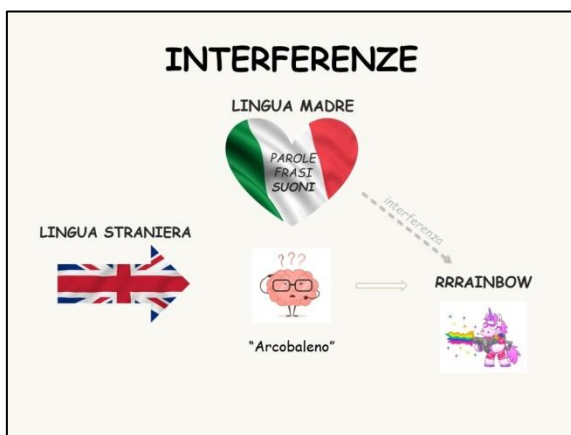 INTERFERENZE
LINGUA MADRE
PAROLE
FRASI
SUONI
interferenza
LINGUA STRANIERA
???
RRRAINBOW
"Arcobaleno"